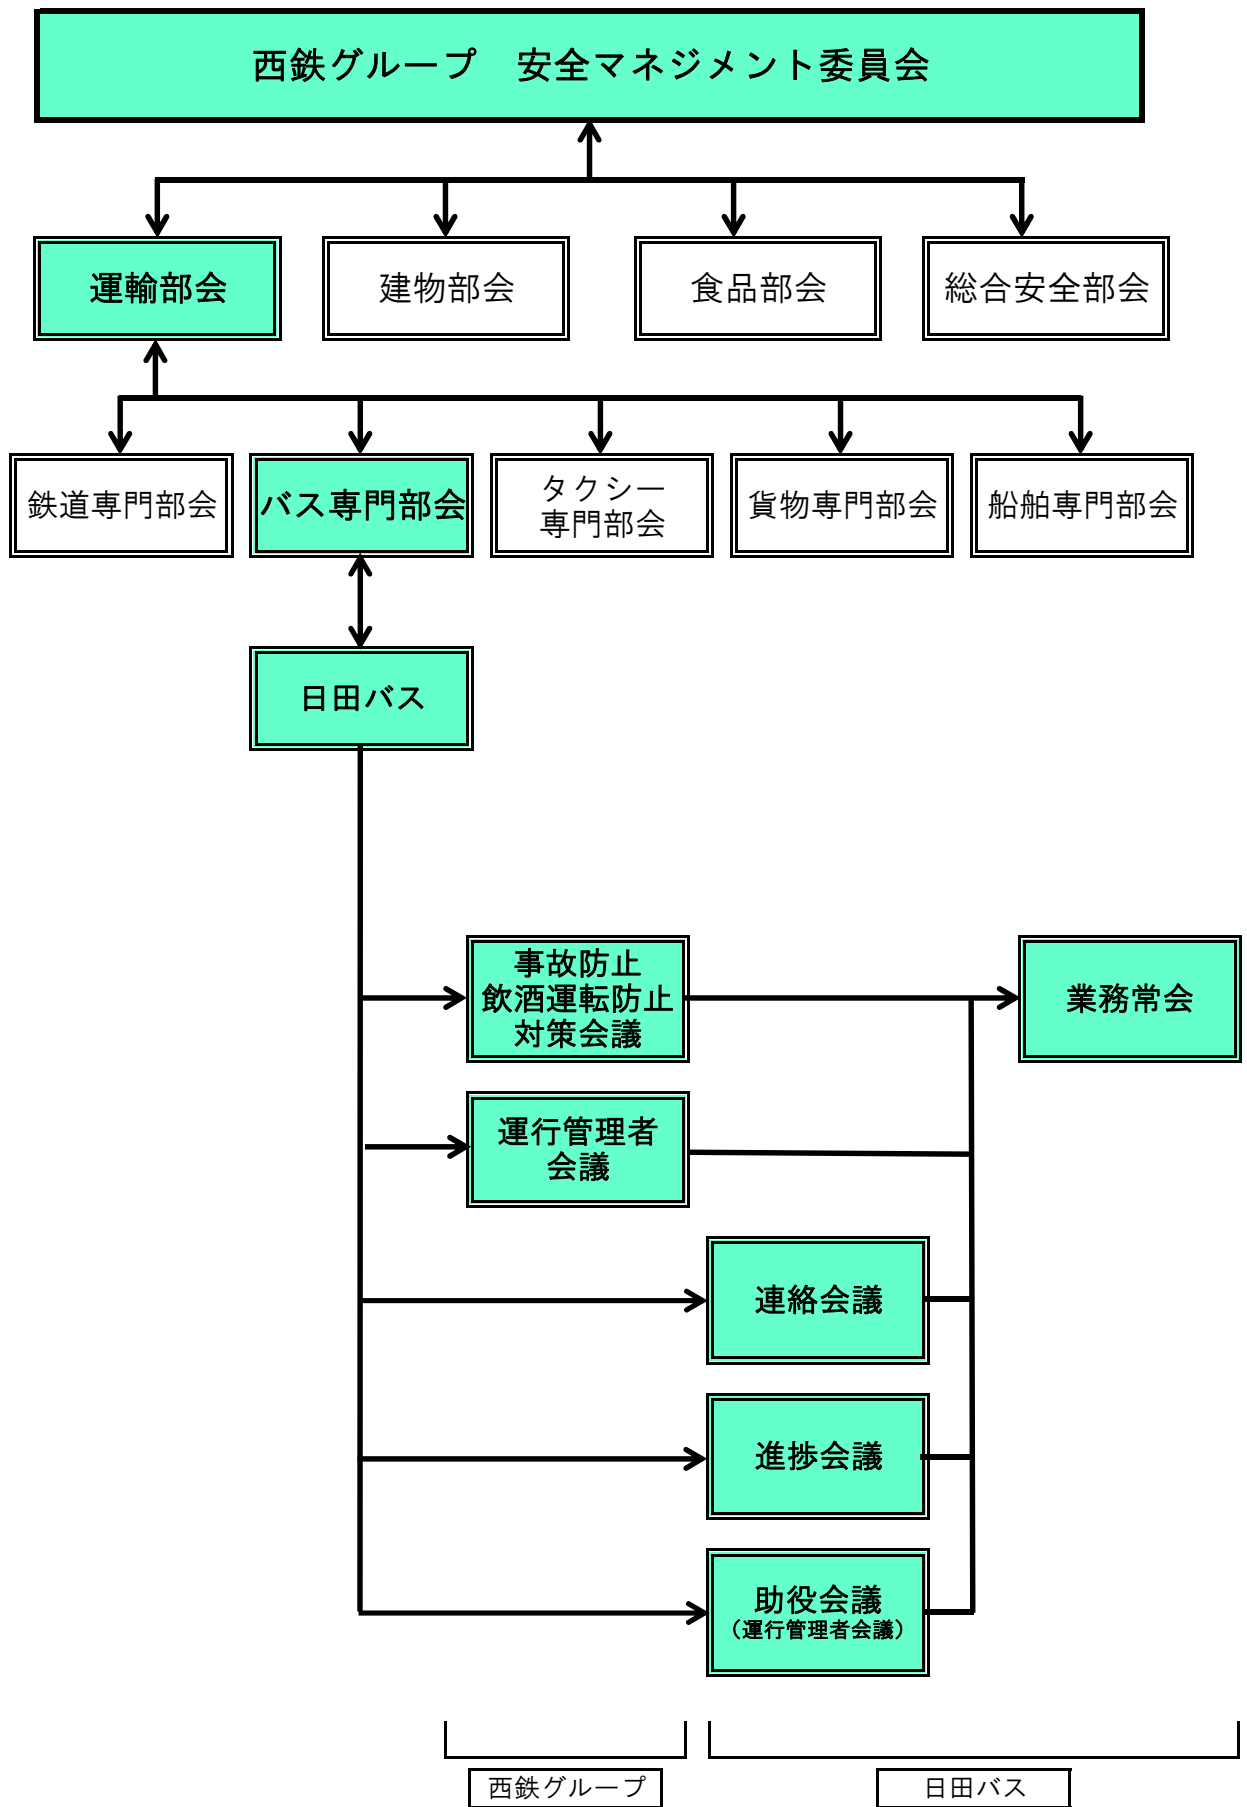 西鉄グループ　安全マネジメント委員会
運輸部会
建物部会
食品部会
総合安全部会
鉄道専門部会
バス専門部会
タクシー
専門部会
貨物専門部会
船舶専門部会
日田バス
事故防止
飲酒運転防止
対策会議
業務常会
運行管理者
会議
連絡会議
進捗会議
助役会議
（運行管理者会議）
西鉄グループ
日田バス